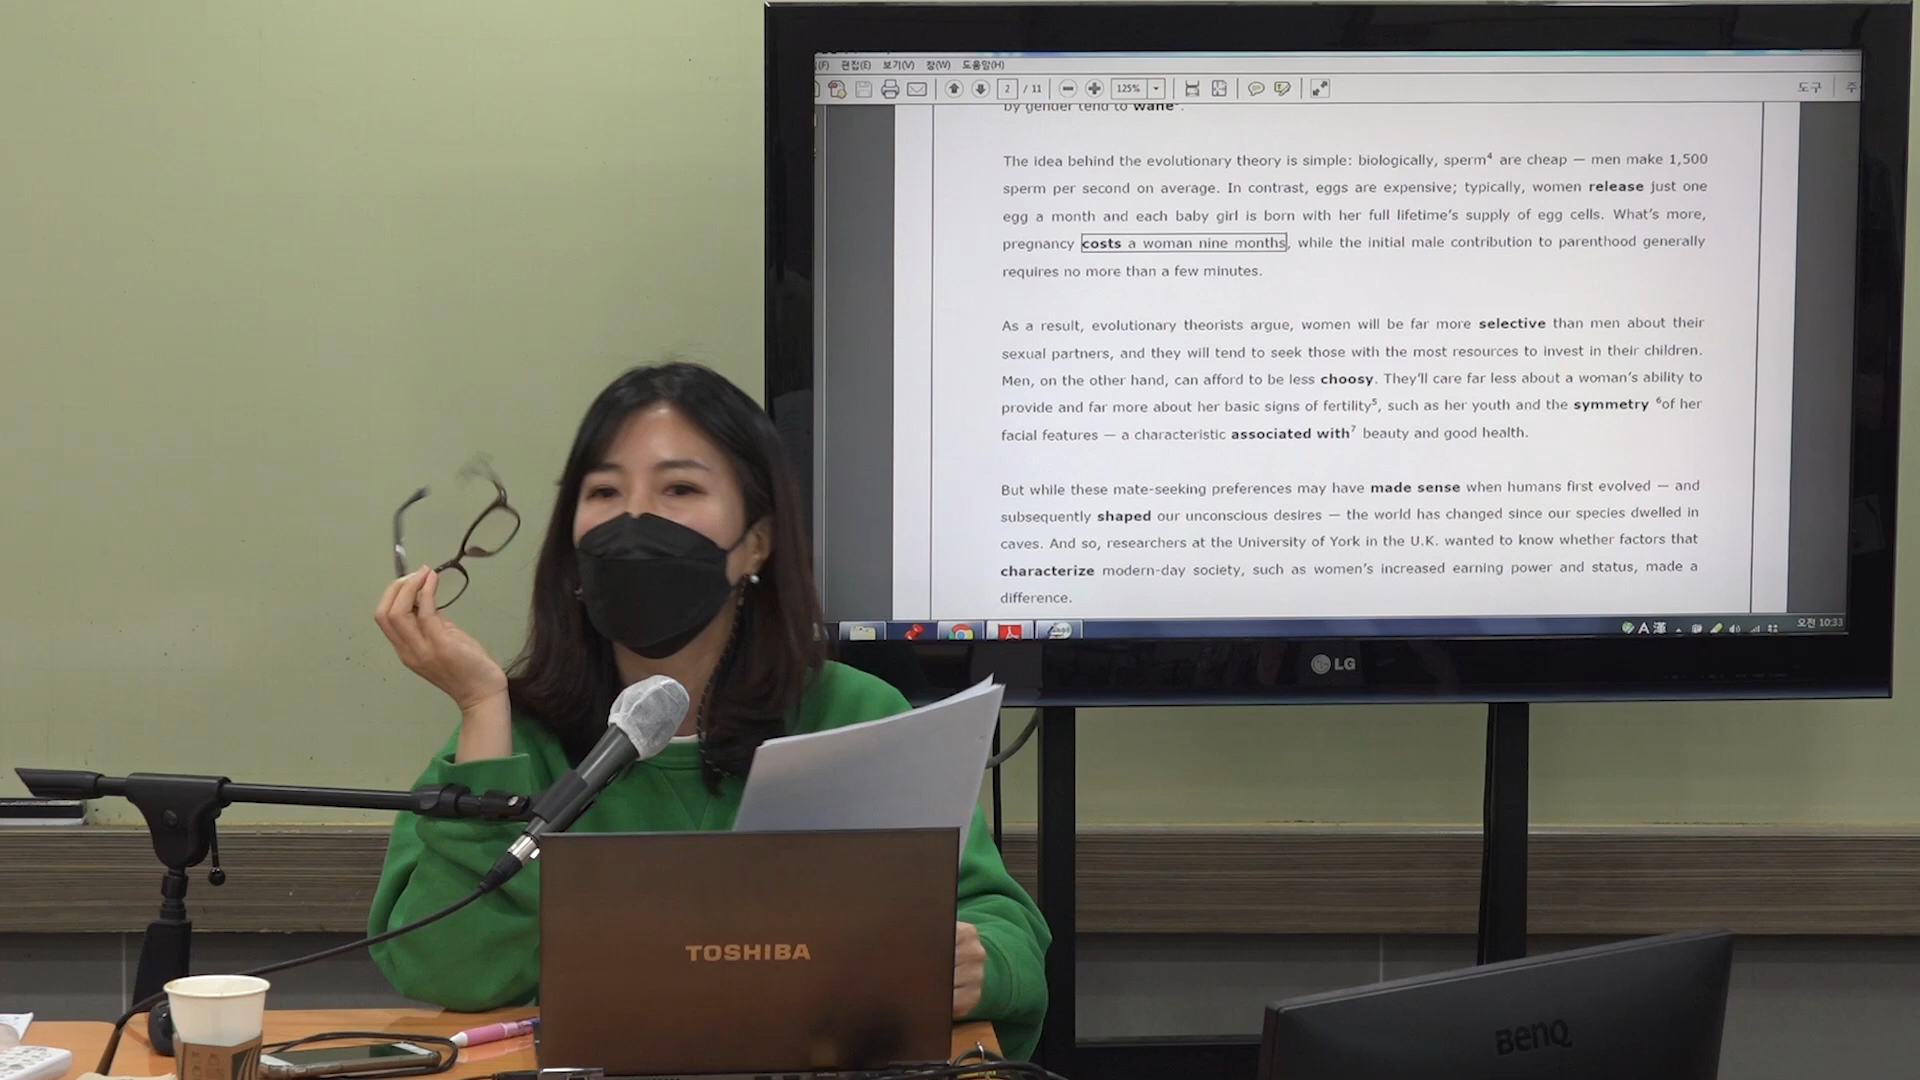 (F) 편집(E) 보기(V) 창(W) 도움말(H)
2 / 11 125% 도구
by gender tend to wane
The idea behind the evolutionary theory is simple: biologically, sperm⁴ are cheap — men make 1,500
sperm per second on average. In contrast, eggs are expensive; typically, women release just one
egg a month and each baby girl is born with her full lifetime's supply of egg cells. What's more,
pregnancy costs a woman nine months, while the initial male contribution to parenthood generally
requires no more than a few minutes.
As a result, evolutionary theorists argue, women will be far more selective than men about their
sexual partners, and they will tend to seek those with the most resources to invest in their children.
Men, on the other hand, can afford to be less choosy. They'll care far less about a woman's ability to
provide and far more about her basic signs of fertility⁵, such as her youth and the symmetry ⁶of her
facial features — a characteristic associated with⁷ beauty and good health.
But while these mate-seeking preferences may have made sense when humans first evolved — and
subsequently shaped our unconscious desires — the world has changed since our species dwelled in
caves. And so, researchers at the University of York in the U.K. wanted to know whether factors that
characterize modern-day society, such as women's increased earning power and status, made a
difference.
A 漢 오전 10:33
LG
TOSHIBA
BenQ